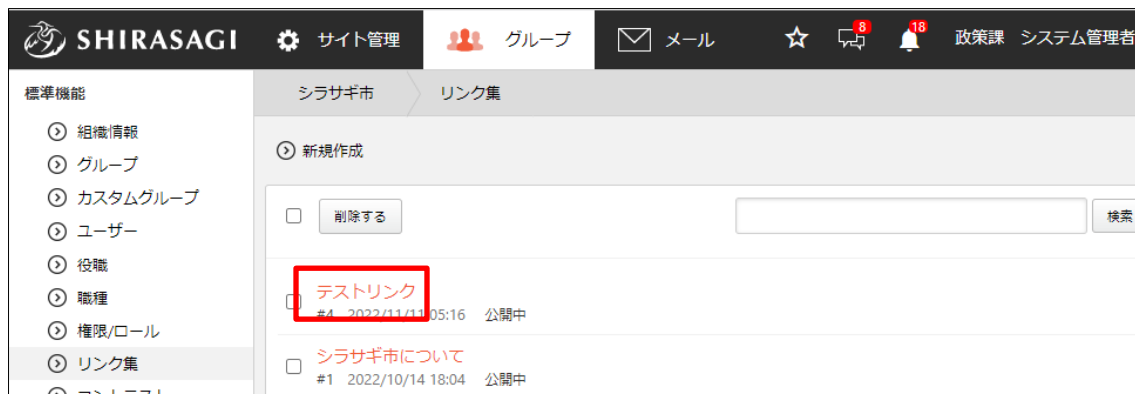 SHIRASAGI サイト管理 グループ メール 8 18 政策課 システム管理者
標準機能
シラサギ市 リンク集
組織情報
新規作成
グループ
カスタムグループ
削除する 検索
ユーザー
役職
テストリンク
職種
#4 2022/11/11 05:16 公開中
権限/ロール
シラサギ市について
リンク集
#1 2022/10/14 18:04 公開中